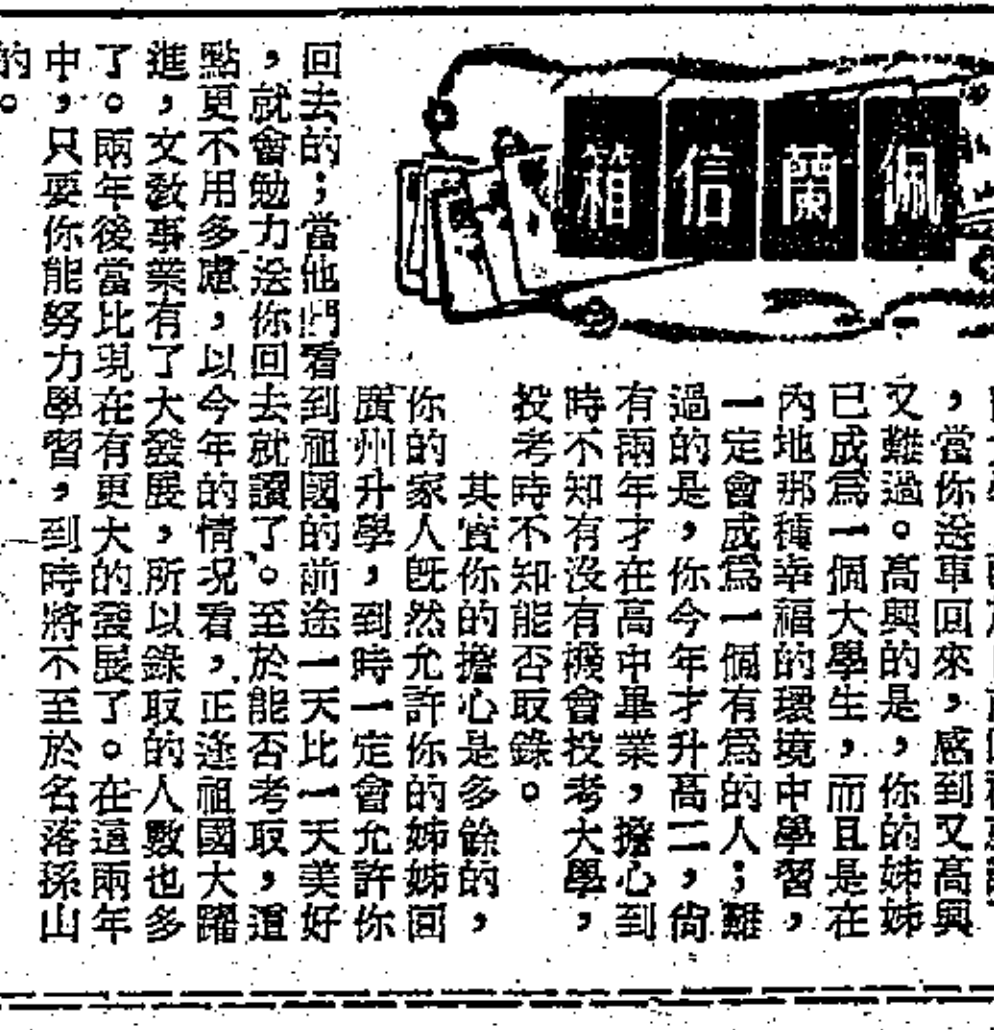 佩蘭信箱
，當你送車回來，感到又高興
又難過。高興的是，你的姊姊
已成爲一個大學生，而且是在
內地那種幸福的環境中學習，
一定會成爲一個有爲的人；難
過的是，你今年才升高二，尙
有兩年才在高中畢業，擔心到
時不知有沒有機會投考大學，
投考時不知能否取錄。
其實你的擔心是多餘的，
你的家人旣然允許你的姊姊回
廣州升學，到時一定會允許你
回去的；當他們看到祖國的前途一天比一天美好
，就會勉力送你回去就讀了。至於能否考取，這
點更不用多慮，以今年的情况看，正逢祖國大躍
進，文敎事業有了大發展，所以錄取的人數也多
了。兩年後當比現在有更大的發展了。在這兩年
中，只要你能努力學習，到時將不至於名落孫山
的。